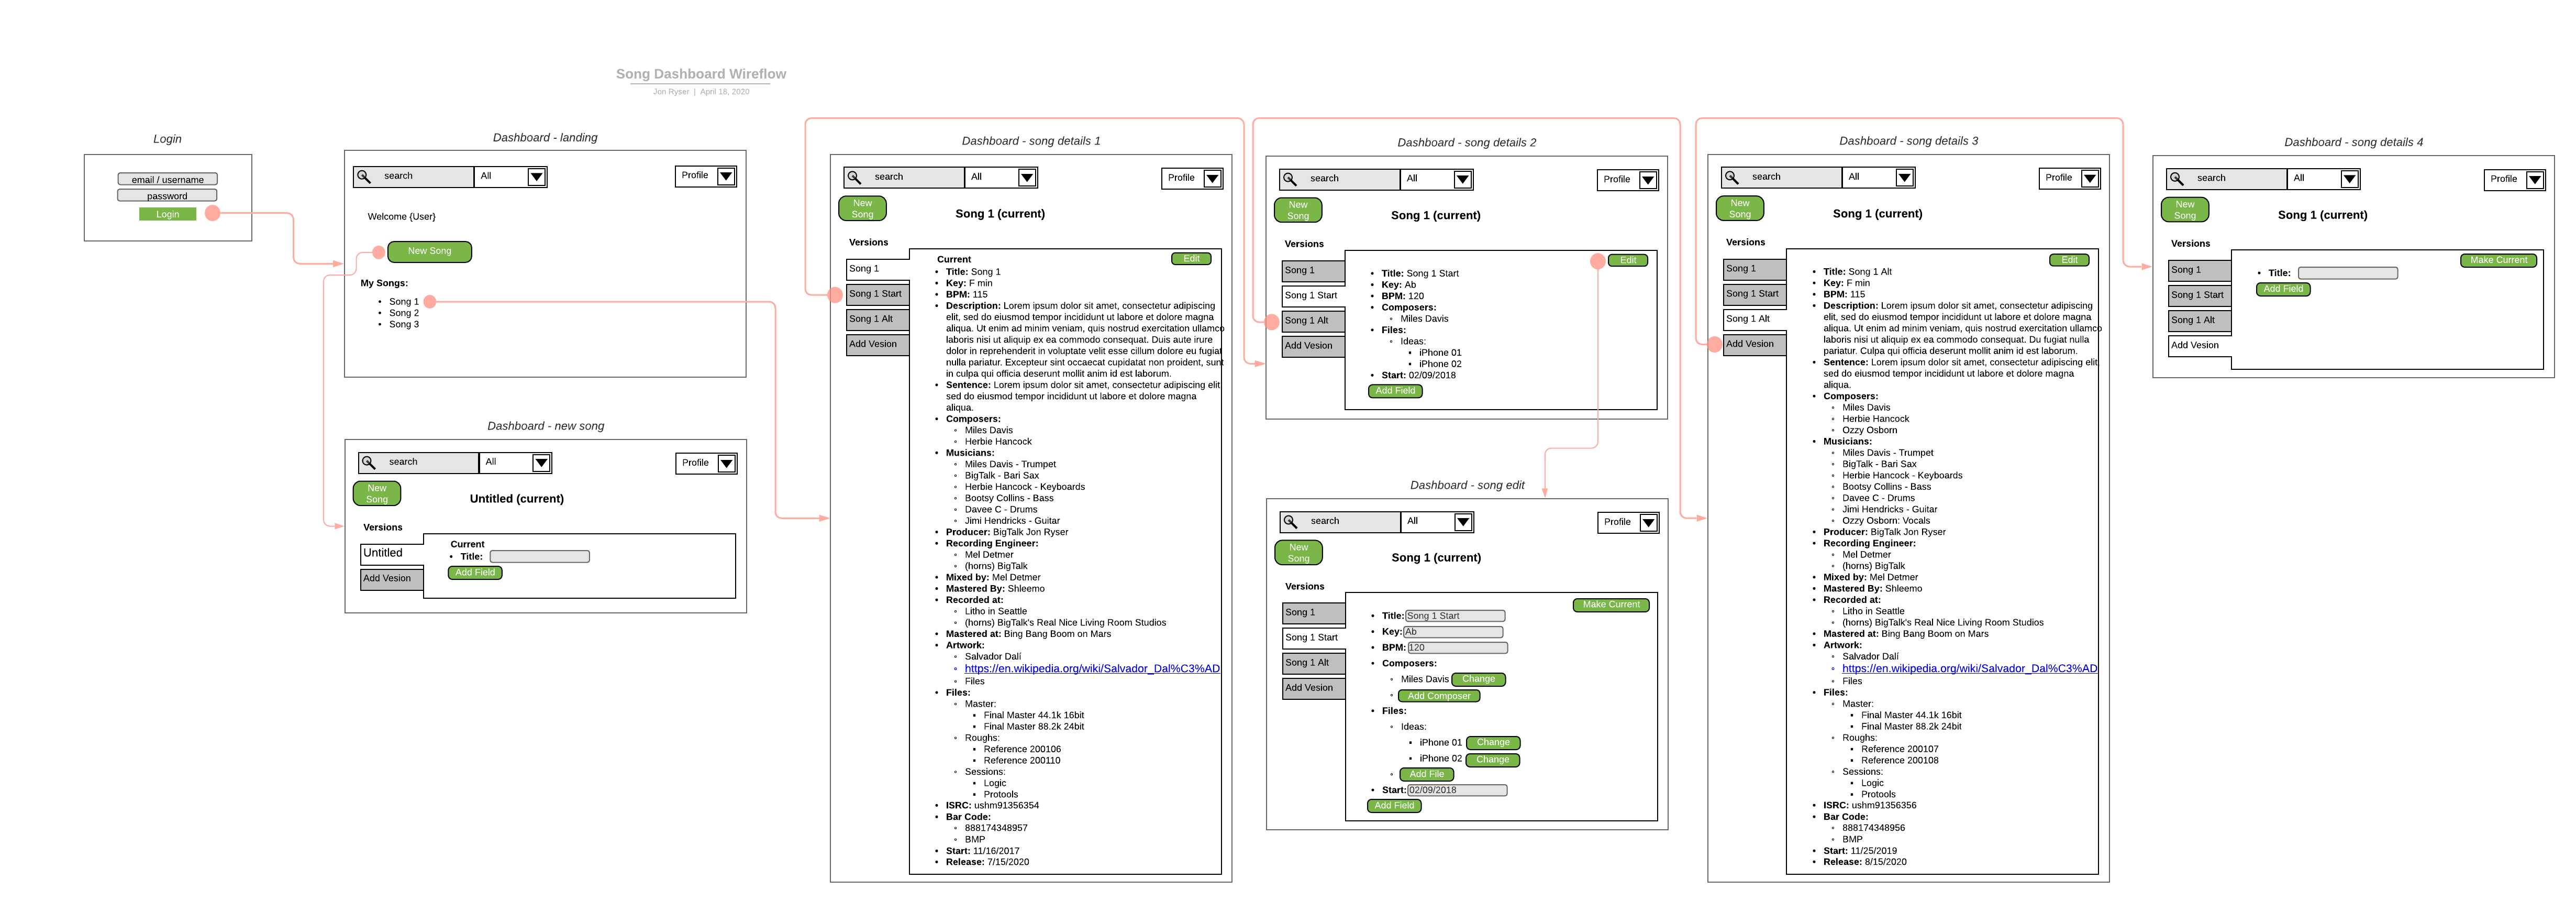 Song Dashboard Wireflow
Jon Ryser | April 18, 2020
Login
email / username
password
Login
Dashboard - landing
search
All
Profile
Welcome {User}
New Song
My Songs:
• Song 1
• Song 2
• Song 3
Dashboard - new song
search
All
Profile
New
Song
Untitled (current)
Versions
Untitled
Add Vesion
Current
• Title:
Add Field
Dashboard - song details 1
search
All
Profile
New
Song
Song 1 (current)
Versions
Song 1
Song 1 Start
Song 1 Alt
Add Vesion
Current
Edit
• Title: Song 1
• Key: F min
• BPM: 115
• Description: Lorem ipsum dolor sit amet, consectetur adipiscing
elit, sed do eiusmod tempor incididunt ut labore et dolore magna
aliqua. Ut enim ad minim veniam, quis nostrud exercitation ullamco
laboris nisi ut aliquip ex ea commodo consequat. Duis aute irure
dolor in reprehenderit in voluptate velit esse cillum dolore eu fugiat
nulla pariatur. Excepteur sint occaecat cupidatat non proident, sunt
in culpa qui officia deserunt mollit anim id est laborum.
• Sentence: Lorem ipsum dolor sit amet, consectetur adipiscing elit,
sed do eiusmod tempor incididunt ut labore et dolore magna
aliqua.
• Composers:
◦ Miles Davis
◦ Herbie Hancock
• Musicians:
◦ Miles Davis - Trumpet
◦ BigTalk - Bari Sax
◦ Herbie Hancock - Keyboards
◦ Bootsy Collins - Bass
◦ Davee C - Drums
◦ Jimi Hendricks - Guitar
• Producer: BigTalk Jon Ryser
• Recording Engineer:
◦ Mel Detmer
◦ (horns) BigTalk
• Mixed by: Mel Detmer
• Mastered By: Shleemo
• Recorded at:
◦ Litho in Seattle
◦ (horns) BigTalk's Real Nice Living Room Studios
• Mastered at: Bing Bang Boom on Mars
• Artwork:
◦ Salvador Dalí
◦ https://en.wikipedia.org/wiki/Salvador_Dal%C3%AD
◦ Files
• Files:
◦ Master:
▪ Final Master 44.1k 16bit
▪ Final Master 88.2k 24bit
◦ Roughs:
▪ Reference 200106
▪ Reference 200110
◦ Sessions:
▪ Logic
▪ Protools
• ISRC: ushm91356354
• Bar Code:
◦ 888174348957
◦ BMP
• Start: 11/16/2017
• Release: 7/15/2020
Dashboard - song details 2
search
All
Profile
New
Song
Song 1 (current)
Versions
Song 1
Song 1 Start
Song 1 Alt
Add Vesion
Edit
• Title: Song 1 Start
• Key: Ab
• BPM: 120
• Composers:
◦ Miles Davis
• Files:
◦ Ideas:
▪ iPhone 01
▪ iPhone 02
• Start: 02/09/2018
Add Field
Dashboard - song edit
search
All
Profile
New
Song
Song 1 (current)
Versions
Song 1
Song 1 Start
Song 1 Alt
Add Vesion
Make Current
• Title: Song 1 Start
• Key: Ab
• BPM: 120
• Composers:
◦ Miles Davis Change
◦ Add Composer
• Files:
◦ Ideas:
▪ iPhone 01 Change
▪ iPhone 02 Change
◦ Add File
• Start: 02/09/2018
Add Field
Dashboard - song details 3
search
All
Profile
New
Song
Song 1 (current)
Versions
Song 1
Song 1 Start
Song 1 Alt
Add Vesion
Edit
• Title: Song 1 Alt
• Key: F min
• BPM: 115
• Description: Lorem ipsum dolor sit amet, consectetur adipiscing
elit, sed do eiusmod tempor incididunt ut labore et dolore magna
aliqua. Ut enim ad minim veniam, quis nostrud exercitation ullamco
laboris nisi ut aliquip ex ea commodo consequat. Du fugiat nulla
pariatur. Culpa qui officia deserunt mollit anim id est laborum.
• Sentence: Lorem ipsum dolor sit amet, consectetur adipiscing elit,
sed do eiusmod tempor incididunt ut labore et dolore magna
aliqua.
• Composers:
◦ Miles Davis
◦ Herbie Hancock
◦ Ozzy Osborn
• Musicians:
◦ Miles Davis - Trumpet
◦ BigTalk - Bari Sax
◦ Herbie Hancock - Keyboards
◦ Bootsy Collins - Bass
◦ Davee C - Drums
◦ Jimi Hendricks - Guitar
◦ Ozzy Osborn: Vocals
• Producer: BigTalk Jon Ryser
• Recording Engineer:
◦ Mel Detmer
◦ (horns) BigTalk
• Mixed by: Mel Detmer
• Mastered By: Shleemo
• Recorded at:
◦ Litho in Seattle
◦ (horns) BigTalk's Real Nice Living Room Studios
• Mastered at: Bing Bang Boom on Mars
• Artwork:
◦ Salvador Dalí
◦ https://en.wikipedia.org/wiki/Salvador_Dal%C3%AD
◦ Files
• Files:
◦ Master:
▪ Final Master 44.1k 16bit
▪ Final Master 88.2k 24bit
◦ Roughs:
▪ Reference 200107
▪ Reference 200108
◦ Sessions:
▪ Logic
▪ Protools
• ISRC: ushm91356356
• Bar Code:
◦ 888174348956
◦ BMP
• Start: 11/25/2019
• Release: 8/15/2020
Dashboard - song details 4
search
All
Profile
New
Song
Song 1 (current)
Versions
Song 1
Song 1 Start
Song 1 Alt
Add Vesion
Make Current
• Title:
Add Field